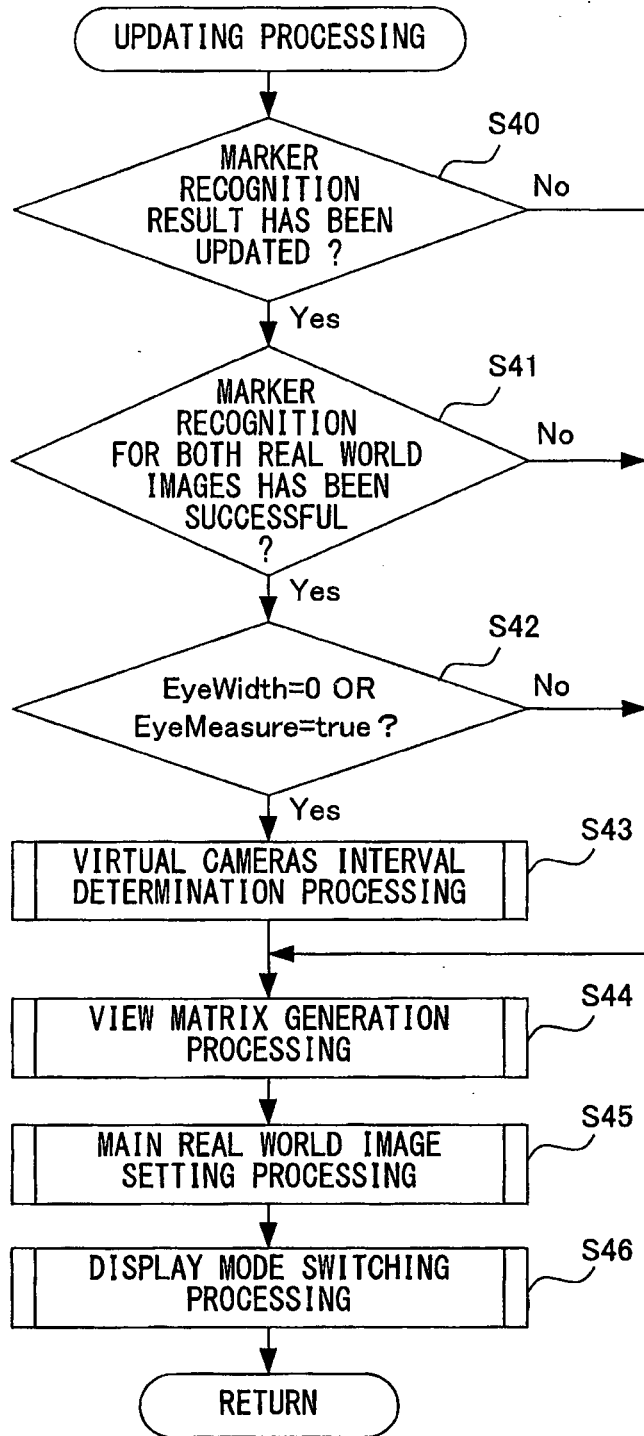 UPDATING PROCESSING
S40
MARKER
RECOGNITION
RESULT HAS BEEN
UPDATED ?
No
Yes
S41
MARKER
RECOGNITION
FOR BOTH REAL WORLD
IMAGES HAS BEEN
SUCCESSFUL
?
No
Yes
S42
EyeWidth=0 OR
EyeMeasure=true ?
No
Yes
S43
VIRTUAL CAMERAS INTERVAL
DETERMINATION PROCESSING
S44
VIEW MATRIX GENERATION
PROCESSING
S45
MAIN REAL WORLD IMAGE
SETTING PROCESSING
S46
DISPLAY MODE SWITCHING
PROCESSING
RETURN